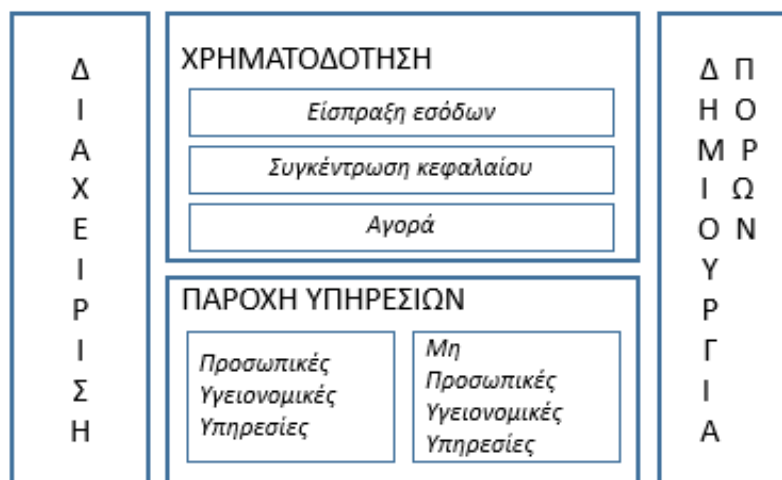 ΔΙΑΧΕΙΡΙΣΗ
ΧΡΗΜΑΤΟΔΟΤΗΣΗ
Είσπραξη εσόδων
Συγκέντρωση κεφαλαίου
Αγορά
ΠΑΡΟΧΗ ΥΠΗΡΕΣΙΩΝ
Προσωπικές
Υγειονομικές
Υπηρεσίες
Μη
Προσωπικές
Υγειονομικές
Υπηρεσίες
ΔΗΜΙΟΥΡΓΙΑ
ΠΟΡΩΝ